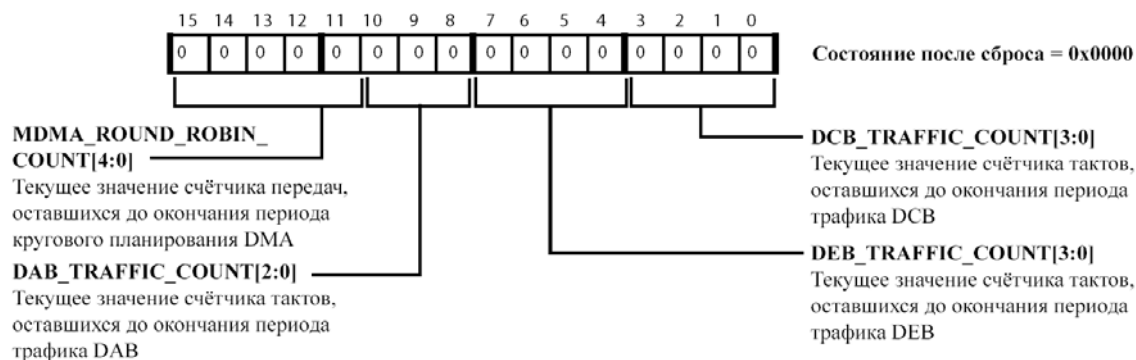 15 14 13 12 11 10 9 8 7 6 5 4 3 2 1 0
0 0 0 0 0 0 0 0 0 0 0 0 0 0 0 0
Состояние после сброса = 0x0000
MDMA_ROUND_ROBIN_
COUNT[4:0]
Текущее значение счётчика передач,
оставшихся до окончания периода
кругового планирования DMA
DAB_TRAFFIC_COUNT[2:0]
Текущее значение счётчика тактов,
оставшихся до окончания периода
трафика DAB
DCB_TRAFFIC_COUNT[3:0]
Текущее значение счётчика тактов,
оставшихся до окончания периода
трафика DCB
DEB_TRAFFIC_COUNT[3:0]
Текущее значение счётчика тактов,
оставшихся до окончания периода
трафика DEB